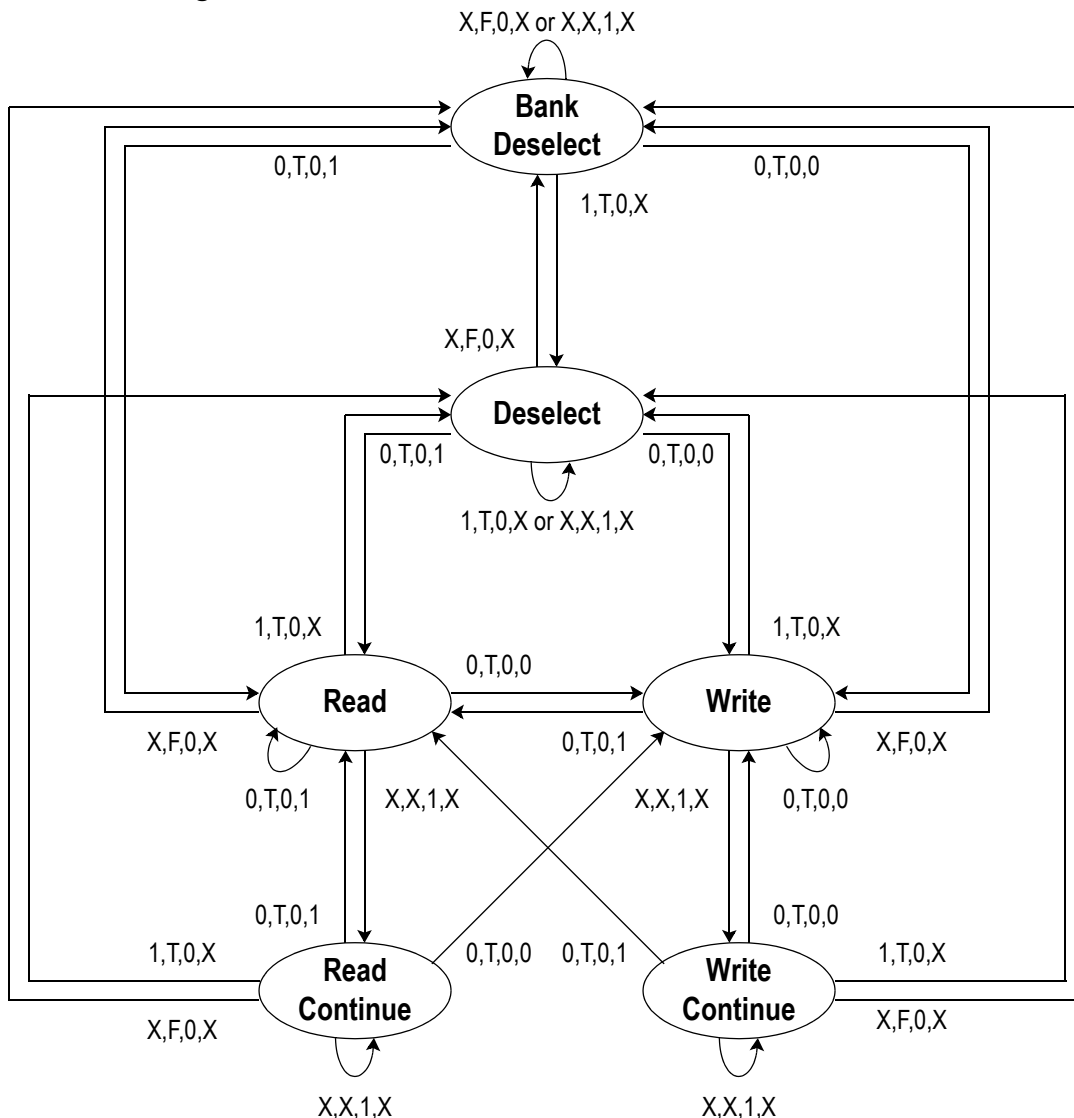 X,F,0,X or X,X,1,X
Bank
Deselect
0,T,0,1
0,T,0,0
1,T,0,X
X,F,0,X
Deselect
0,T,0,1
0,T,0,0
1,T,0,X or X,X,1,X
1,T,0,X
1,T,0,X
0,T,0,0
Read
Write
X,F,0,X
0,T,0,1
X,F,0,X
0,T,0,1
X,X,1,X
X,X,1,X
0,T,0,0
0,T,0,1
0,T,0,0
1,T,0,X
0,T,0,0
0,T,0,1
1,T,0,X
Read
Continue
Write
Continue
X,F,0,X
X,F,0,X
X,X,1,X
X,X,1,X